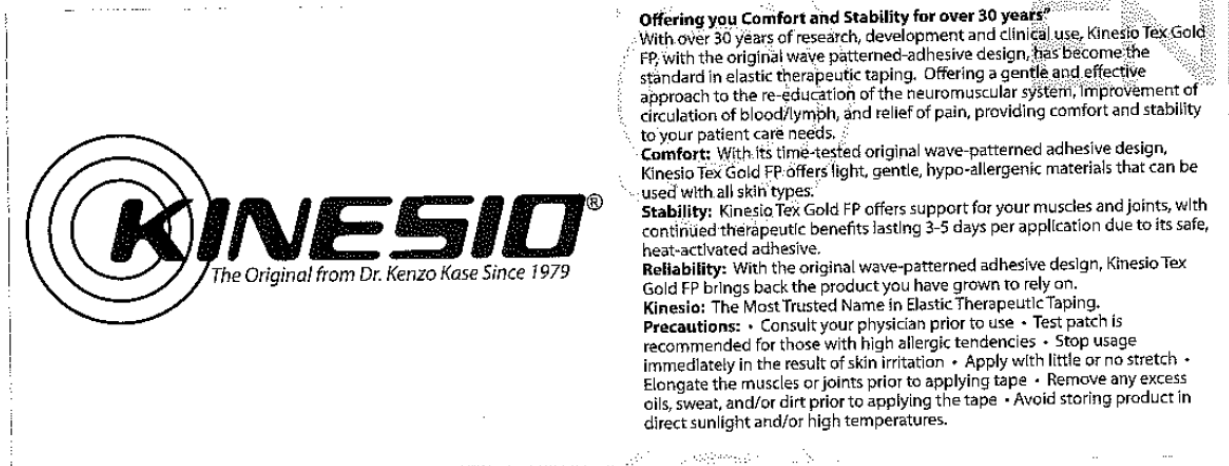 KINESIO®
The Original from Dr. Kenzo Kase Since 1979
Offering you Comfort and Stability for over 30 years"
With over 30 years of research, development and clinical use, Kinesio Tex Gold
FP, with the original wave patterned-adhesive design, has become the
standard in elastic therapeutic taping. Offering a gentle and effective
approach to the re-education of the neuromuscular system, improvement of
circulation of blood/lymph, and relief of pain, providing comfort and stability
to your patient care needs.
Comfort: With its time-tested original wave-patterned adhesive design,
Kinesio Tex Gold FP offers light, gentle, hypo-allergenic materials that can be
used with all skin types.
Stability: Kinesio Tex Gold FP offers support for your muscles and joints, with
continued therapeutic benefits lasting 3-5 days per application due to its safe,
heat-activated adhesive.
Reliability: With the original wave-patterned adhesive design, Kinesio Tex
Gold FP brings back the product you have grown to rely on.
Kinesio: The Most Trusted Name in Elastic Therapeutic Taping.
Precautions: • Consult your physician prior to use • Test patch is
recommended for those with high allergic tendencies • Stop usage
immediately in the result of skin irritation • Apply with little or no stretch •
Elongate the muscles or joints prior to applying tape • Remove any excess
oils, sweat, and/or dirt prior to applying the tape • Avoid storing product in
direct sunlight and/or high temperatures.